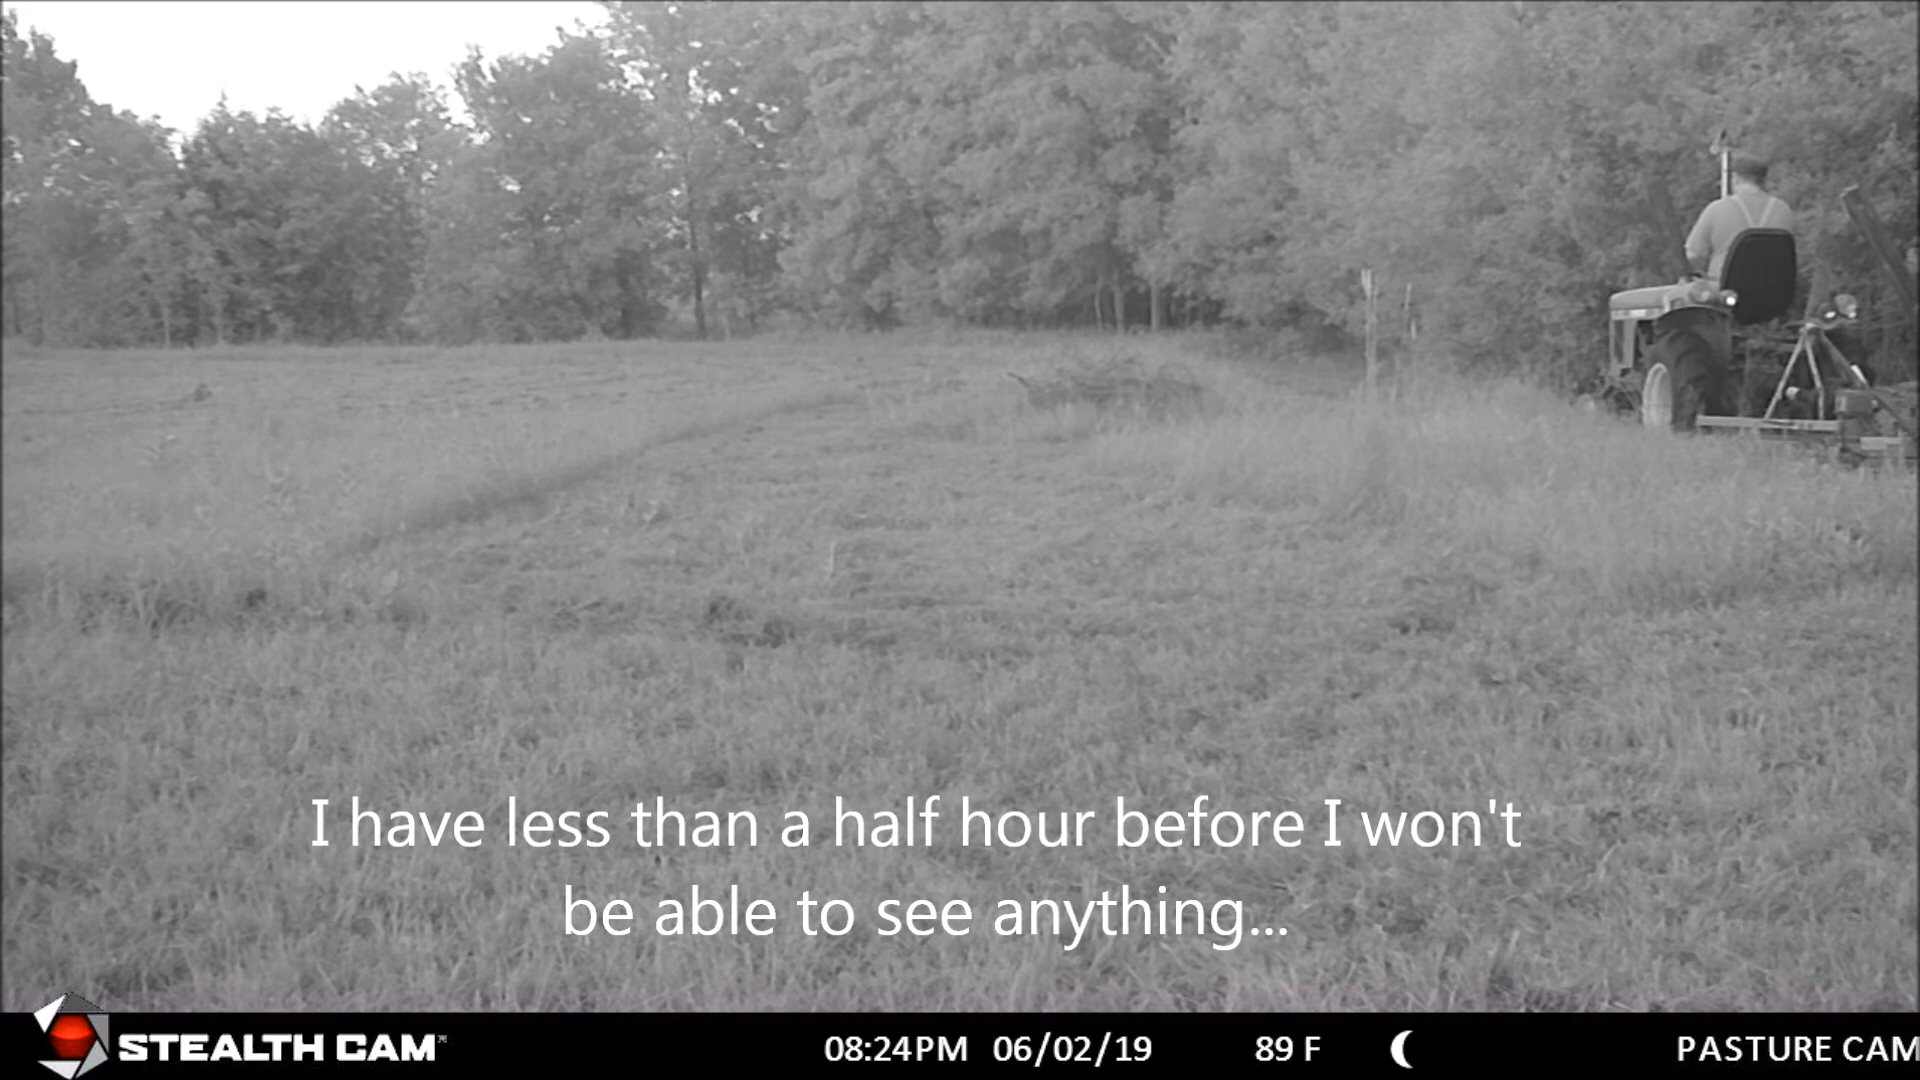 I have less than a half hour before I won't
be able to see anything...
STEALTH CAM 08:24PM 06/02/19 89 F PASTURE CAM